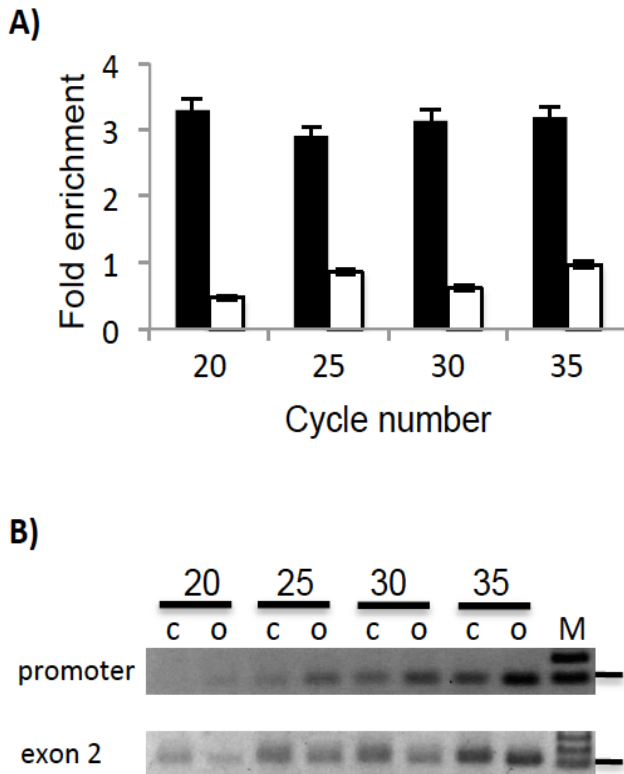 A)
4
3
2
1
0
Fold enrichment
20 25 30 35
Cycle number
B)
20 25 30 35
c o c o c o c o M
promoter
exon 2